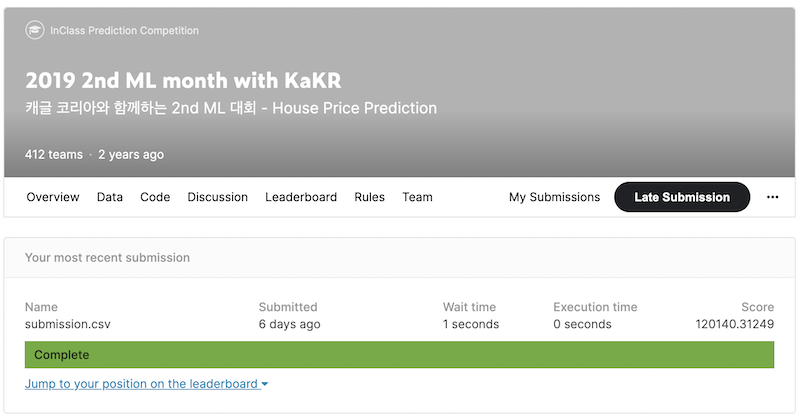 InClass Prediction Competition
2019 2nd ML month with KaKR
캐글 코리아와 함께하는 2nd ML 대회 - House Price Prediction
412 teams · 2 years ago
Overview Data Code Discussion Leaderboard Rules Team My Submissions Late Submission ···
Your most recent submission
Name Submitted Wait time Execution time Score
submission.csv 6 days ago 1 seconds 0 seconds 120140.31249
Complete
Jump to your position on the leaderboard